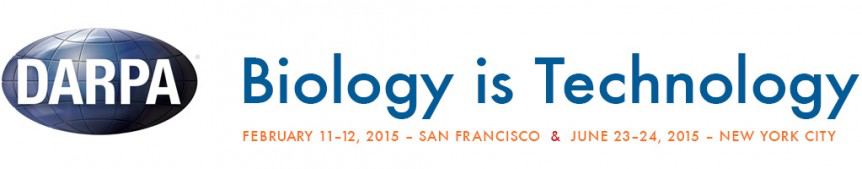 DARPA
Biology is Technology
FEBRUARY 11–12, 2015 – SAN FRANCISCO & JUNE 23–24, 2015 – NEW YORK CITY